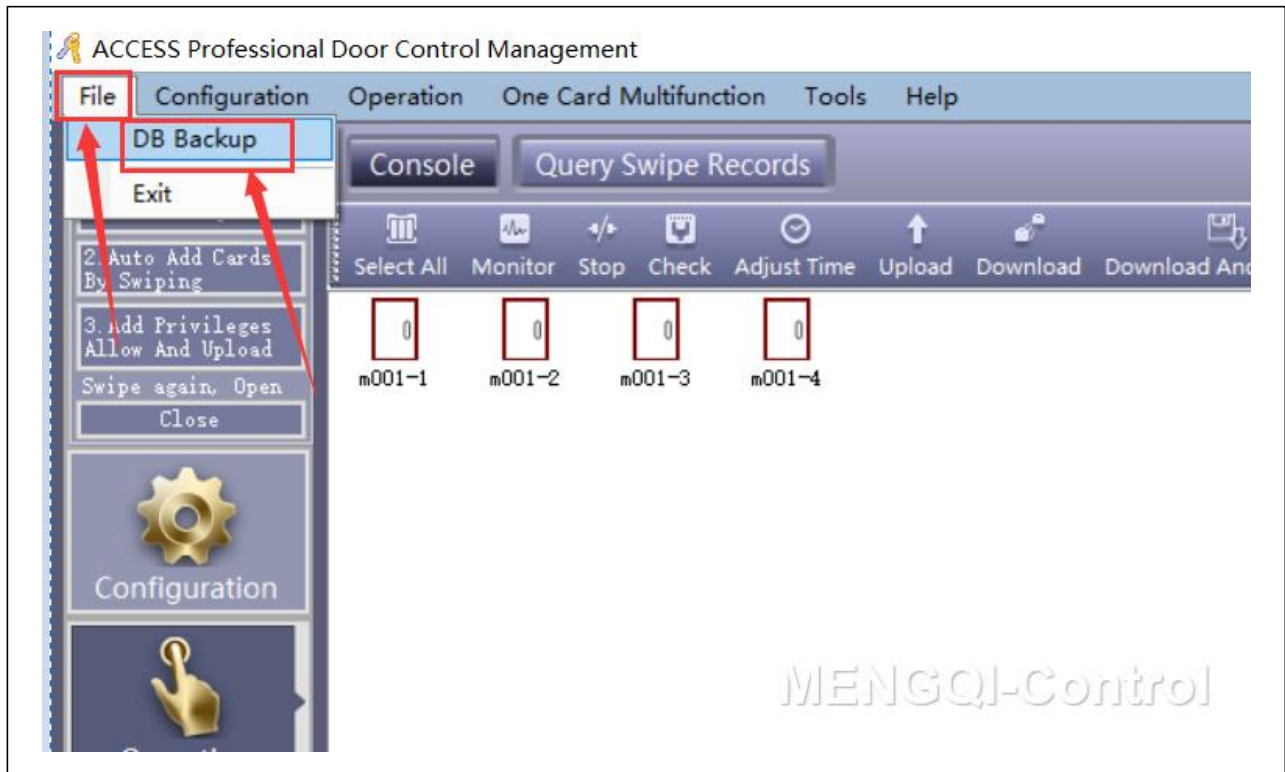 ACCESS Professional Door Control Management
File Configuration Operation One Card Multifunction Tools Help
DB Backup
Exit
Console Query Swipe Records
Select All Monitor Stop Check Adjust Time Upload Download Download And
2.Auto Add Cards
By Swiping
3.Add Privileges
Allow And Upload
Swipe again, Open
Close
0 0 0 0
m001-1 m001-2 m001-3 m001-4
Configuration
MENGQI-Control